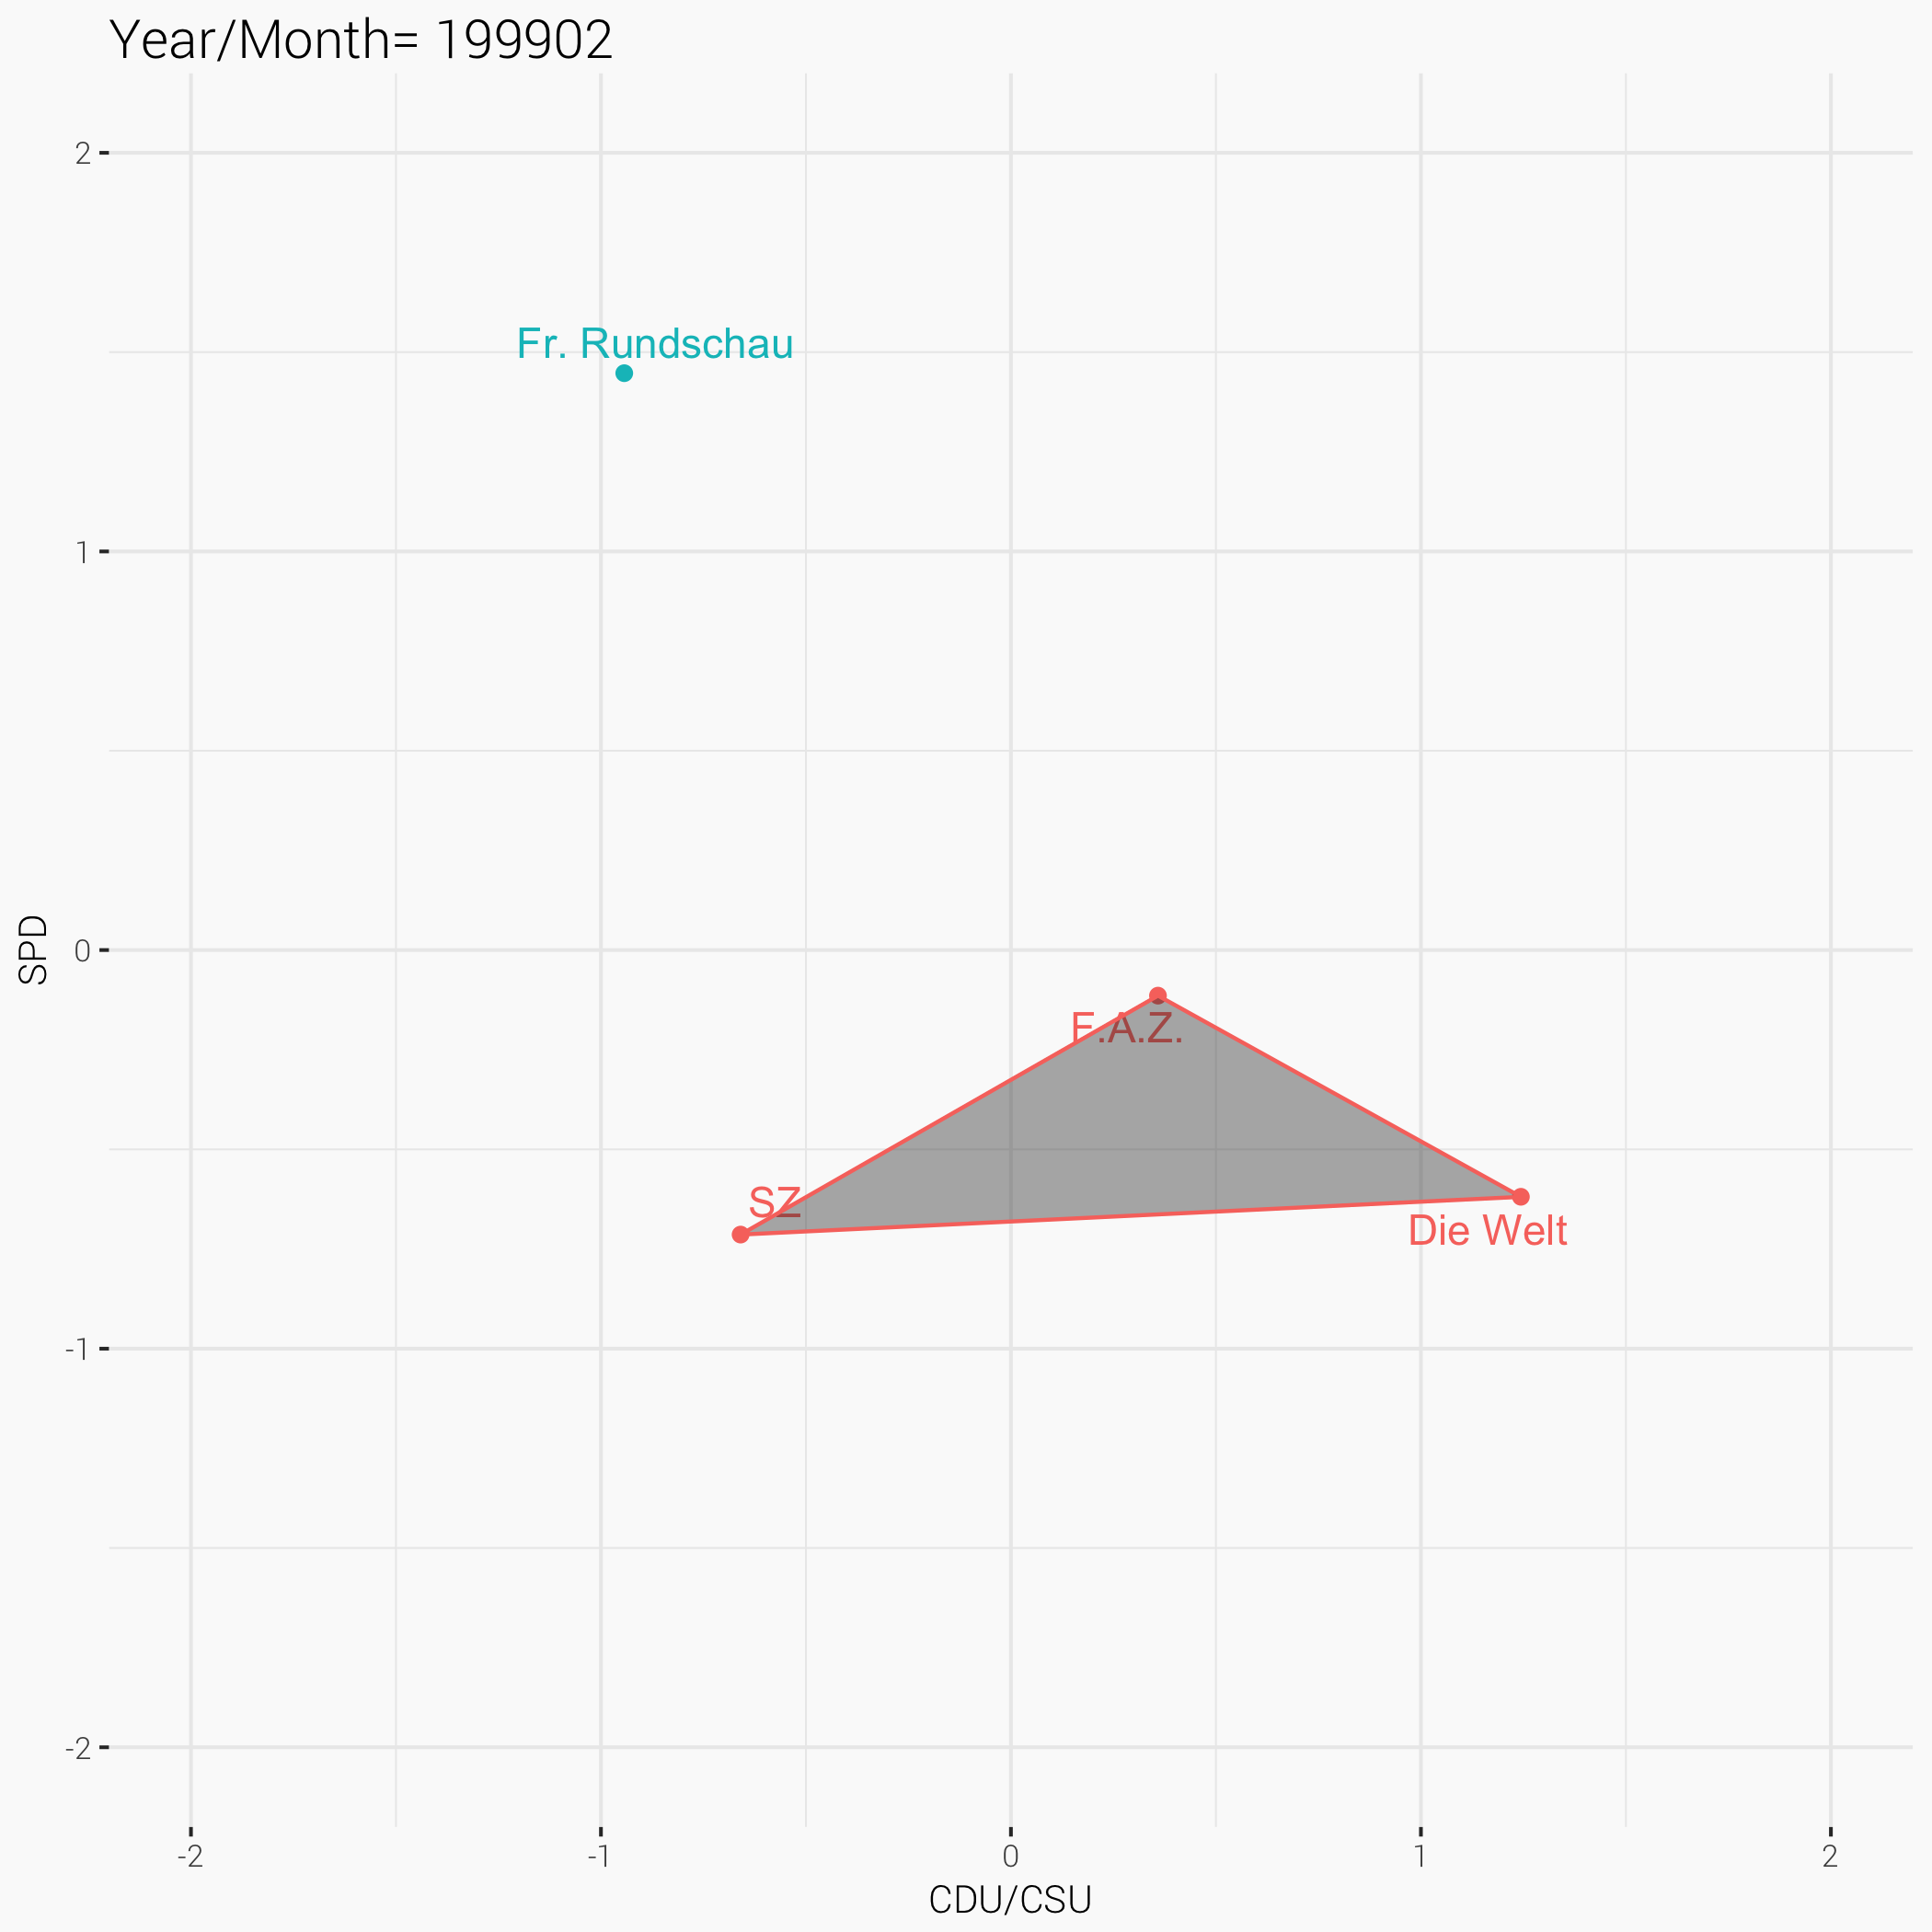 Year/Month= 199902
2
Fr. Rundschau
1
SPD
0
F.A.Z.
SZ
Die Welt
-1
-2
-2
-1
0
1
2
CDU/CSU